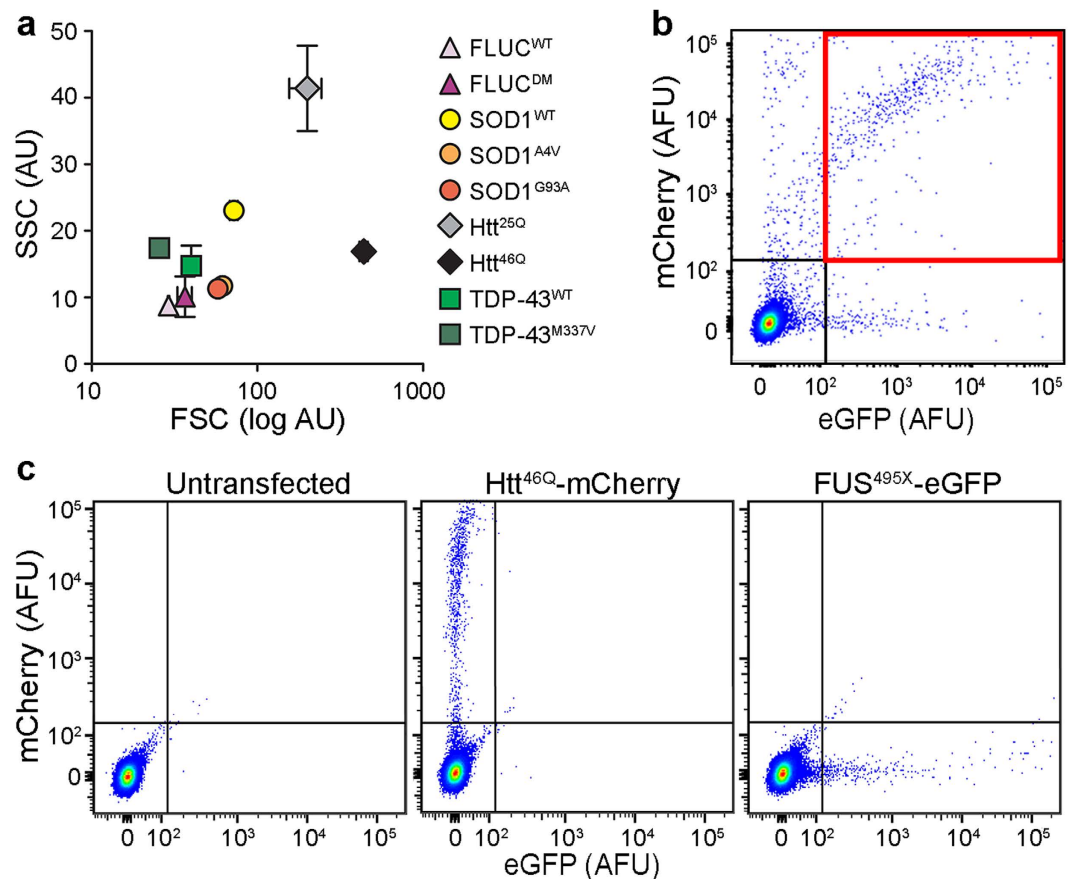 a
SSC (AU)
50
40
30
20
10
0
10
100
1000
FSC (log AU)
FLUCᵂᵀ
FLUCᴰᴹ
SOD1ᵂᵀ
SOD1ᴬ⁴ⱽ
SOD1ᴳ⁹³ᴬ
Htt²⁵Q
Htt⁴⁶Q
TDP-43ᵂᵀ
TDP-43ᴹ³³⁷ⱽ
b
mCherry (AFU)
10⁵
10⁴
10³
10²
0
0 10² 10³ 10⁴ 10⁵
eGFP (AFU)
c
Untransfected
Htt⁴⁶Q-mCherry
FUS⁴⁹⁵ˣ-eGFP
mCherry (AFU)
10⁵
10⁴
10³
10²
0
0 10² 10³ 10⁴ 10⁵
0 10² 10³ 10⁴ 10⁵
0 10² 10³ 10⁴ 10⁵
eGFP (AFU)